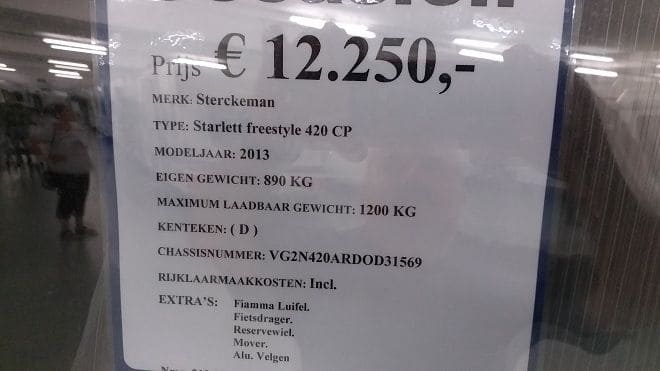 Prijs € 12.250,-
MERK: Sterckeman
TYPE: Starlett freestyle 420 CP
MODELJAAR: 2013
EIGEN GEWICHT: 890 KG
MAXIMUM LAADBAAR GEWICHT: 1200 KG
KENTEKEN: ( D )
CHASSISNUMMER: VG2N420ARDOD31569
RIJKLAARMAAKKOSTEN: Incl.
EXTRA'S: Fiamma Luifel.
Fietsdrager.
Reservewiel.
Mover.
Alu. Velgen